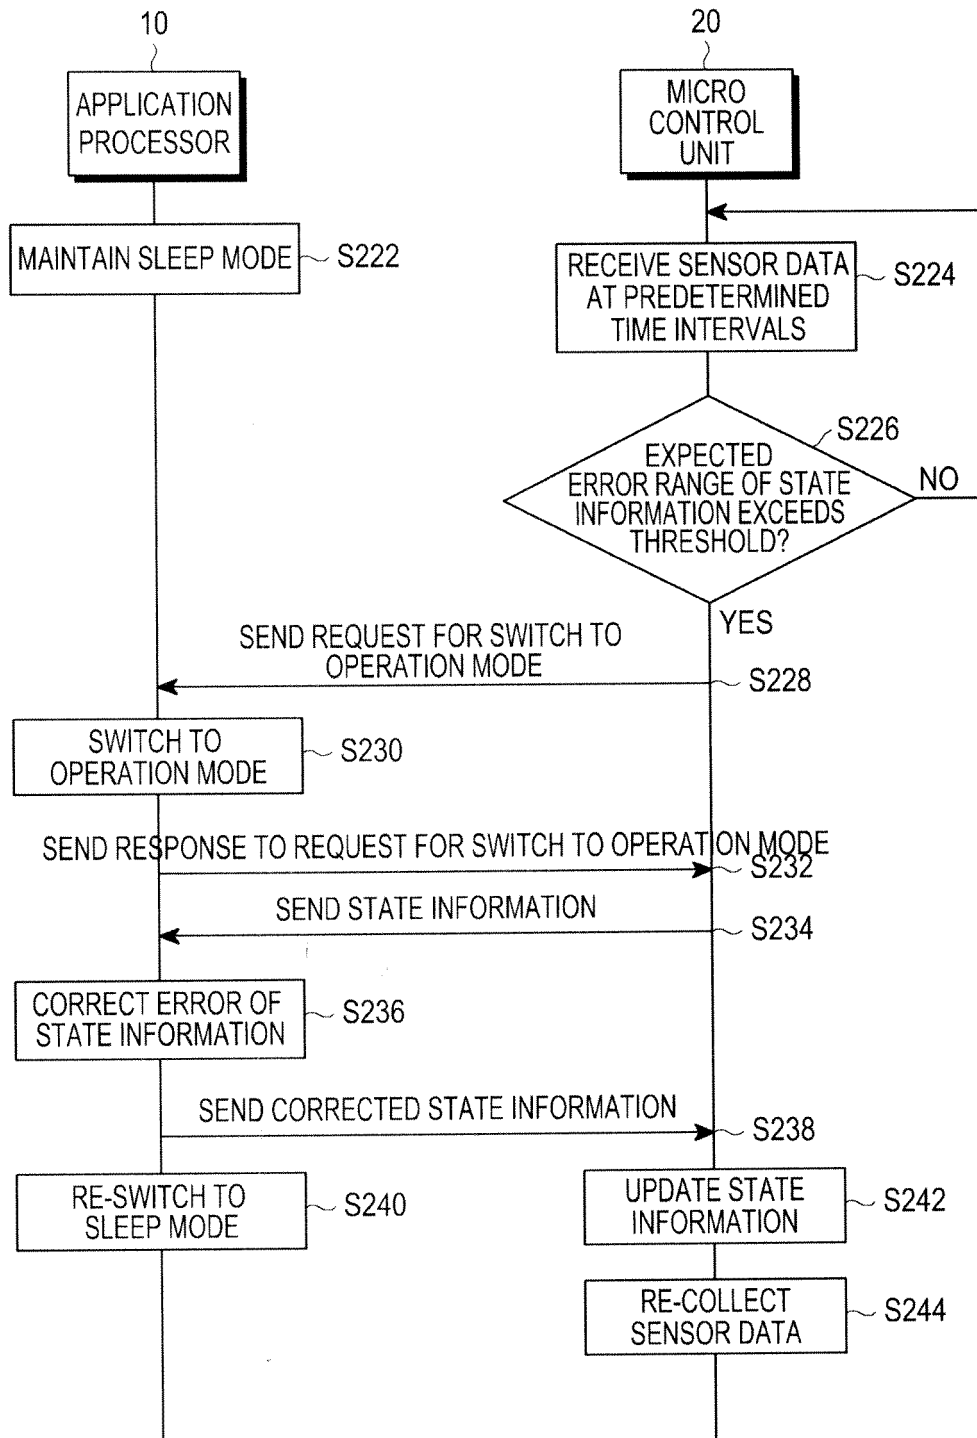 10
20
APPLICATION
PROCESSOR
MICRO
CONTROL
UNIT
MAINTAIN SLEEP MODE
S222
RECEIVE SENSOR DATA
AT PREDETERMINED
TIME INTERVALS
S224
EXPECTED
ERROR RANGE OF STATE
INFORMATION EXCEEDS
THRESHOLD?
S226
NO
YES
SEND REQUEST FOR SWITCH TO
OPERATION MODE
S228
SWITCH TO
OPERATION MODE
S230
SEND RESPONSE TO REQUEST FOR SWITCH TO OPERATION MODE
S232
SEND STATE INFORMATION
S234
CORRECT ERROR OF
STATE INFORMATION
S236
SEND CORRECTED STATE INFORMATION
S238
RE-SWITCH TO
SLEEP MODE
S240
UPDATE STATE
INFORMATION
S242
RE-COLLECT
SENSOR DATA
S244